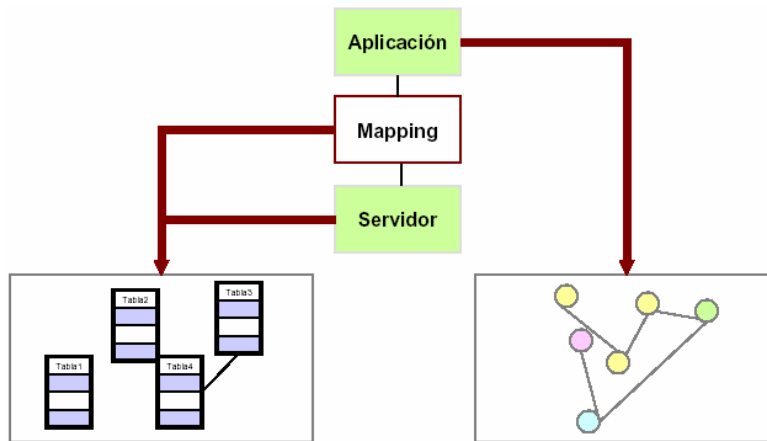 Aplicación
Mapping
Servidor
Tabla2
Tabla3
Tabla1
Tabla4